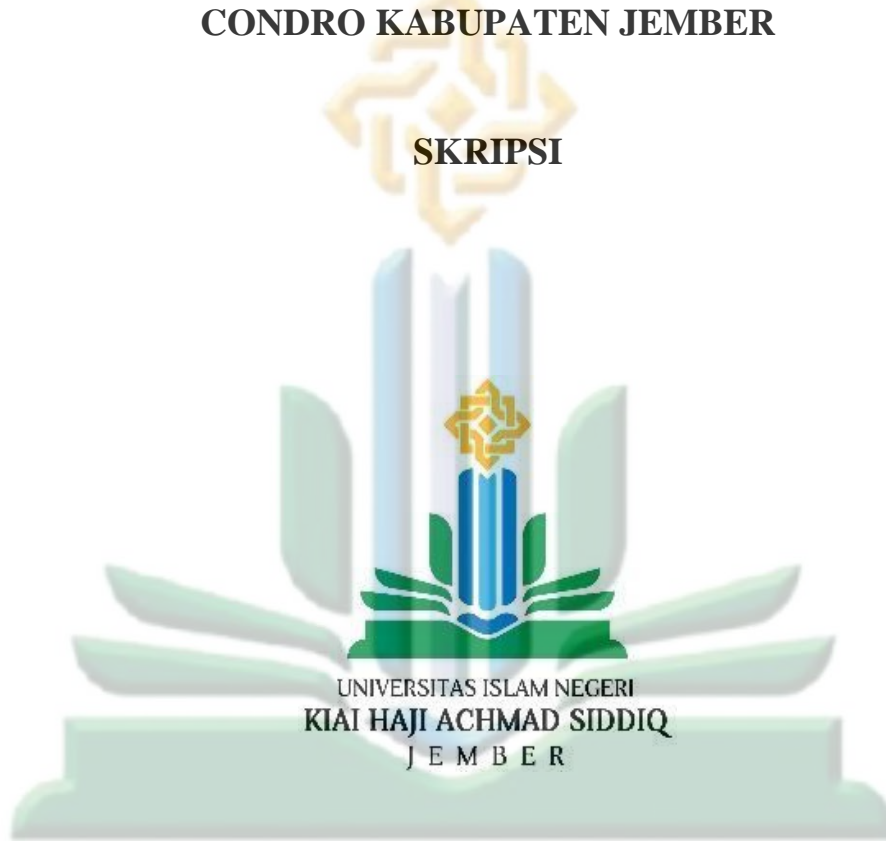 CONDRO KABUPATEN JEMBER
SKRIPSI
UNIVERSITAS ISLAM NEGERI
KIAI HAJI ACHMAD SIDDIQ
JEMBER